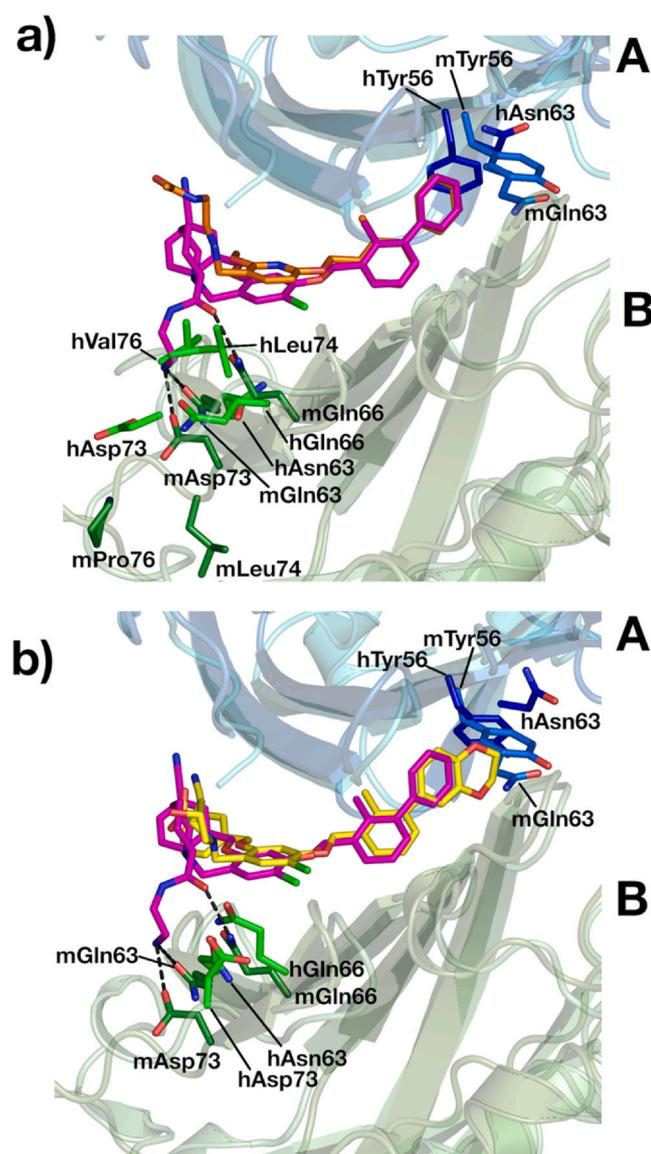 a)
A
mTyr56
hTyr56
hAsn63
mGln63
B
hVal76
hLeu74
mGln66
hGln66
hAsp73
hAsn63
mAsp73
mGln63
mPro76
mLeu74
b)
A
mTyr56
hTyr56
hAsn63
mGln63
B
mGln63
hGln66
mGln66
mAsp73
hAsn63
hAsp73